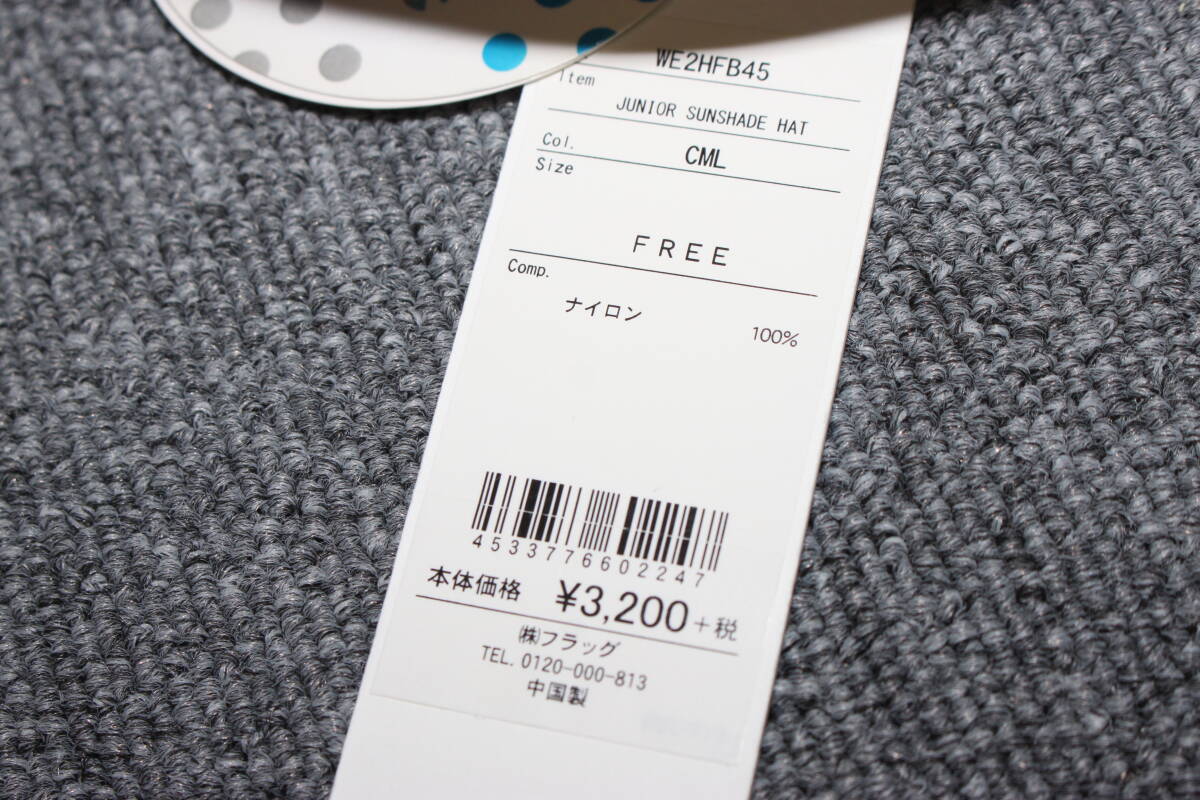 WE2HFB45
Item
JUNIOR SUNSHADE HAT
Col.
CML
Size
FREE
Comp.
ナイロン 100%
4533776602247
本体価格 ¥3,200+税
㈱フラッグ
TEL. 0120-000-813
中国製